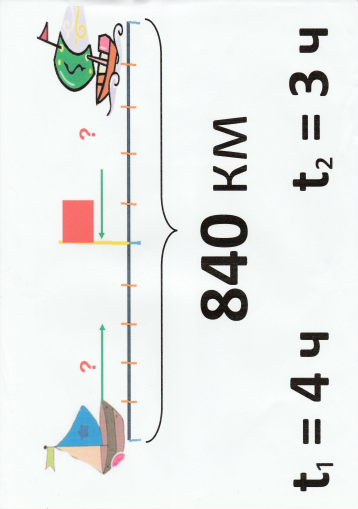 ? ?
840 км
t₁ = 4 ч t₂ = 3 ч